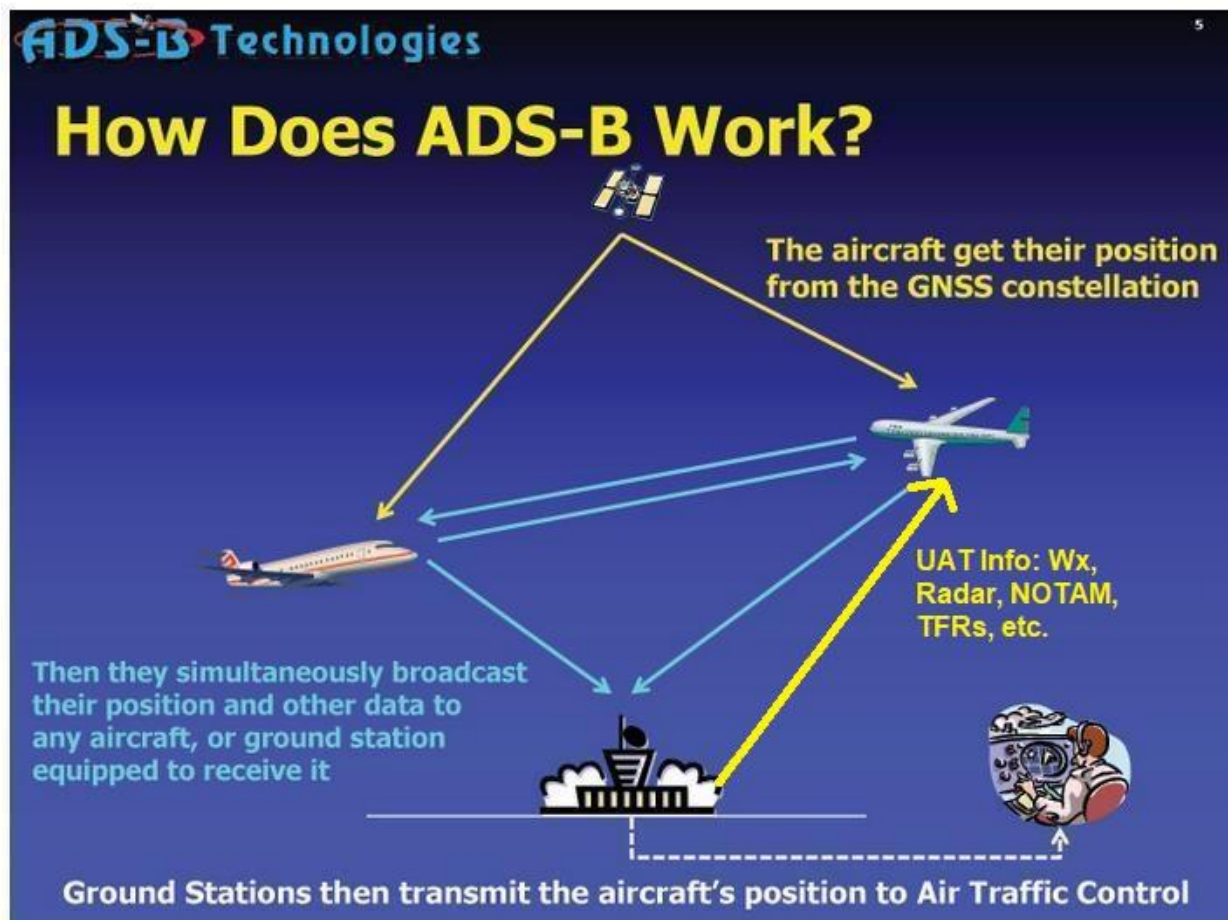 5
ADS-B Technologies
How Does ADS-B Work?
The aircraft get their position
from the GNSS constellation
UAT Info: Wx,
Radar, NOTAM,
TFRs, etc.
Then they simultaneously broadcast
their position and other data to
any aircraft, or ground station
equipped to receive it
Ground Stations then transmit the aircraft's position to Air Traffic Control